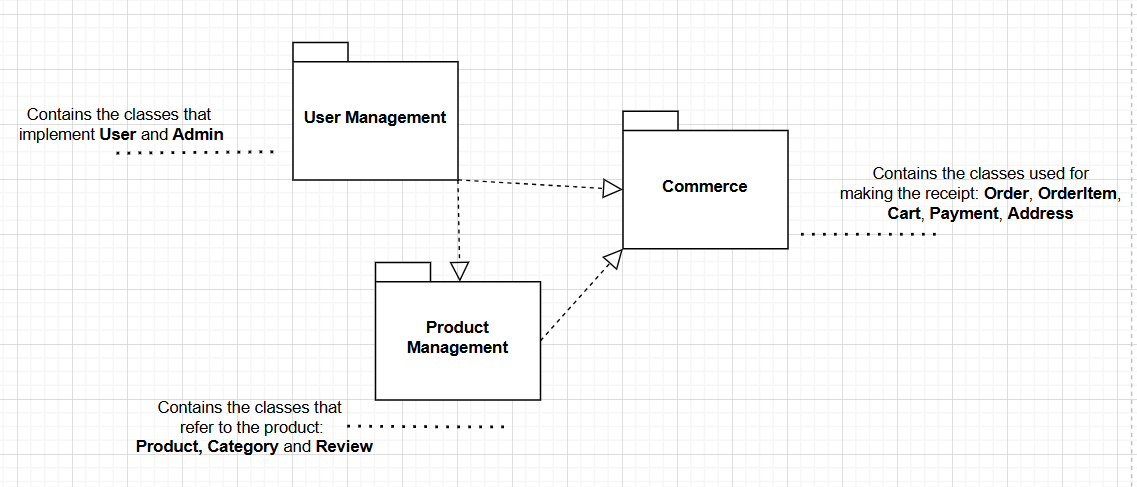 User Management
Contains the classes that
implement User and Admin
Commerce
Contains the classes used for
making the receipt: Order, OrderItem,
Cart, Payment, Address
Product
Management
Contains the classes that
refer to the product:
Product, Category and Review